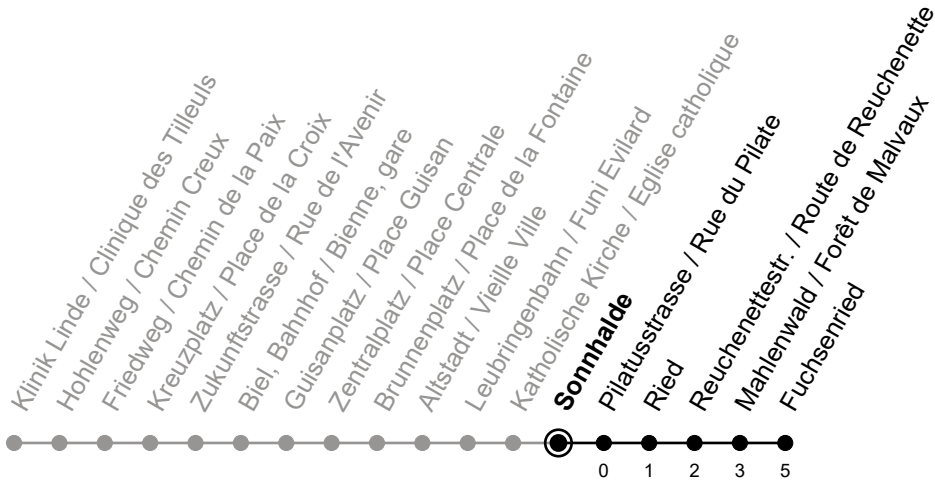 Klinik Linde / Clinique des Tilleuls
Hohlenweg / Chemin Creux
Friedweg / Chemin de la Paix
Kreuzplatz / Place de la Croix
Zukunftstrasse / Rue de l'Avenir
Biel, Bahnhof / Bienne, gare
Guisanplatz / Place Guisan
Zentralplatz / Place Centrale
Brunnenplatz / Place de la Fontaine
Altstadt / Vieille Ville
Leubringenbahn / Funi Evilard
Katholische Kirche / Eglise catholique
Sonnhalde
Pilatusstrasse / Rue du Pilate
Ried
Reuchenettestr. / Route de Reuchenette
Mahlenwald / Forêt de Malvaux
Fuchsenried
0 1 2 3 5